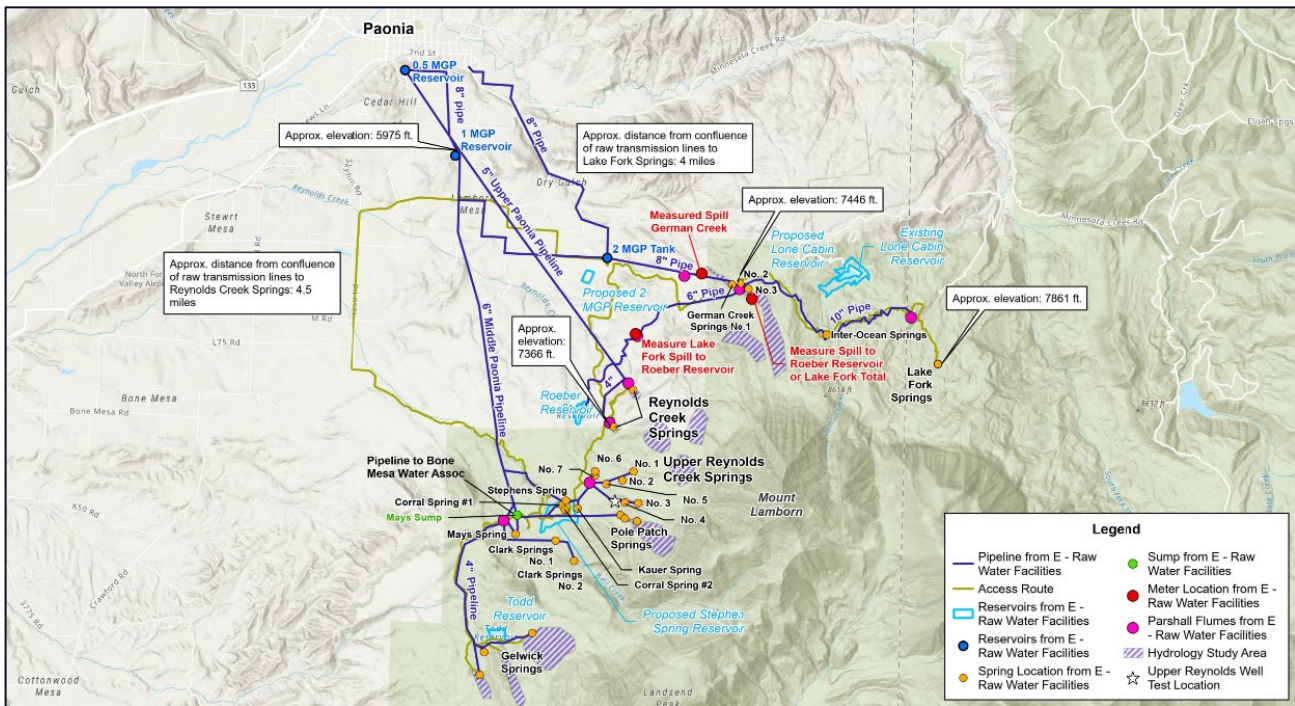 Paonia
2nd St
0.5 MGP
Reservoir
133
Gulch
Cedar Hill
8" pipe
Minnesota Creek Rd
Deer Clk
Approx. elevation: 5975 ft.
1 MGP
Reservoir
8" Pipe
Approx. distance from confluence
of raw transmission lines to
Lake Fork Springs: 4 miles
Dry Gulch
Reynolds Creek
Stewrt
Mesa
5" Upper Paonia Pipeline
Measured Spill
German Creek
Approx. elevation: 7446 ft.
Minnesota Creek
Proposed
Lone Cabin
Reservoir
Existing
Lone Cabin
Reservoir
Approx. distance from confluence
of raw transmission lines to
Reynolds Creek Springs: 4.5
miles
2 MGP Tank
8" Pipe
No. 2
No.3
Proposed 2
MGP Reservoir
6" Pipe
German Creek
Springs No.1
10" Pipe
Inter-Ocean Springs
Approx. elevation: 7861 ft.
M Rd
L75 Rd
6" Middle Paonia Pipeline
Approx.
elevation:
7366 ft.
Measure Lake
Fork Spill to
Roeber Reservoir
Measure Spill to
Roeber Reservoir
or Lake Fork Total
Lake
Fork
Springs
Bone Mesa
Bone Mesa Rd
4"
Roeber
Reservoir
Reynolds
Creek
Springs
Pipeline to Bone
Mesa Water Assoc
No. 6
No. 7
No. 1
Upper Reynolds
Creek Springs
No. 2
Stephens Spring
Corral Spring #1
No. 5
No. 3
No. 4
Mount
Lamborn
K50 Rd
Mays Sump
Mays Spring
Pole Patch
Springs
Clark Springs
No. 1
Clark Springs
No. 2
Kauer Spring
Corral Spring #2
Bell Creek
Crawford Rd
4" Pipeline
Todd
Reservoir
Proposed Stephen
Spring Reservoir
Gelwick
Springs
Cottonwood
Mesa
Landsend
Peak
Legend
Pipeline from E - Raw
Water Facilities
Access Route
Reservoirs from E -
Raw Water Facilities
Reservoirs from E -
Raw Water Facilities
Spring Location from E -
Raw Water Facilities
Sump from E - Raw
Water Facilities
Meter Location from E -
Raw Water Facilities
Parshall Flumes from E
- Raw Water Facilities
Hydrology Study Area
Upper Reynolds Well
Test Location